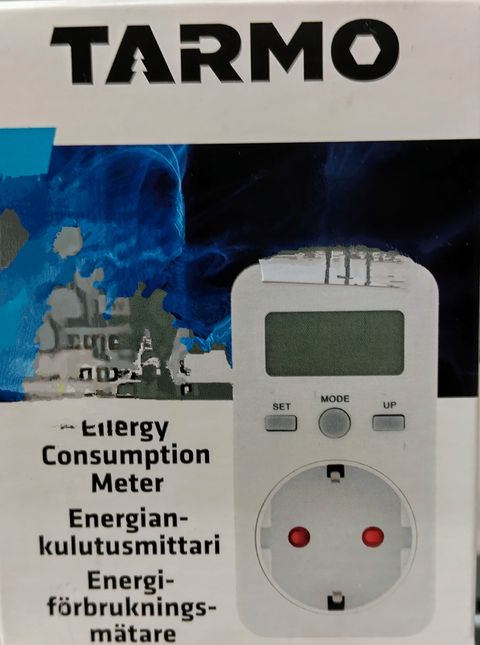 TARMO
SET
MODE
UP
Energy
Consumption
Meter
Energian-
kulutusmittari
Energi-
förbruknings-
mätare